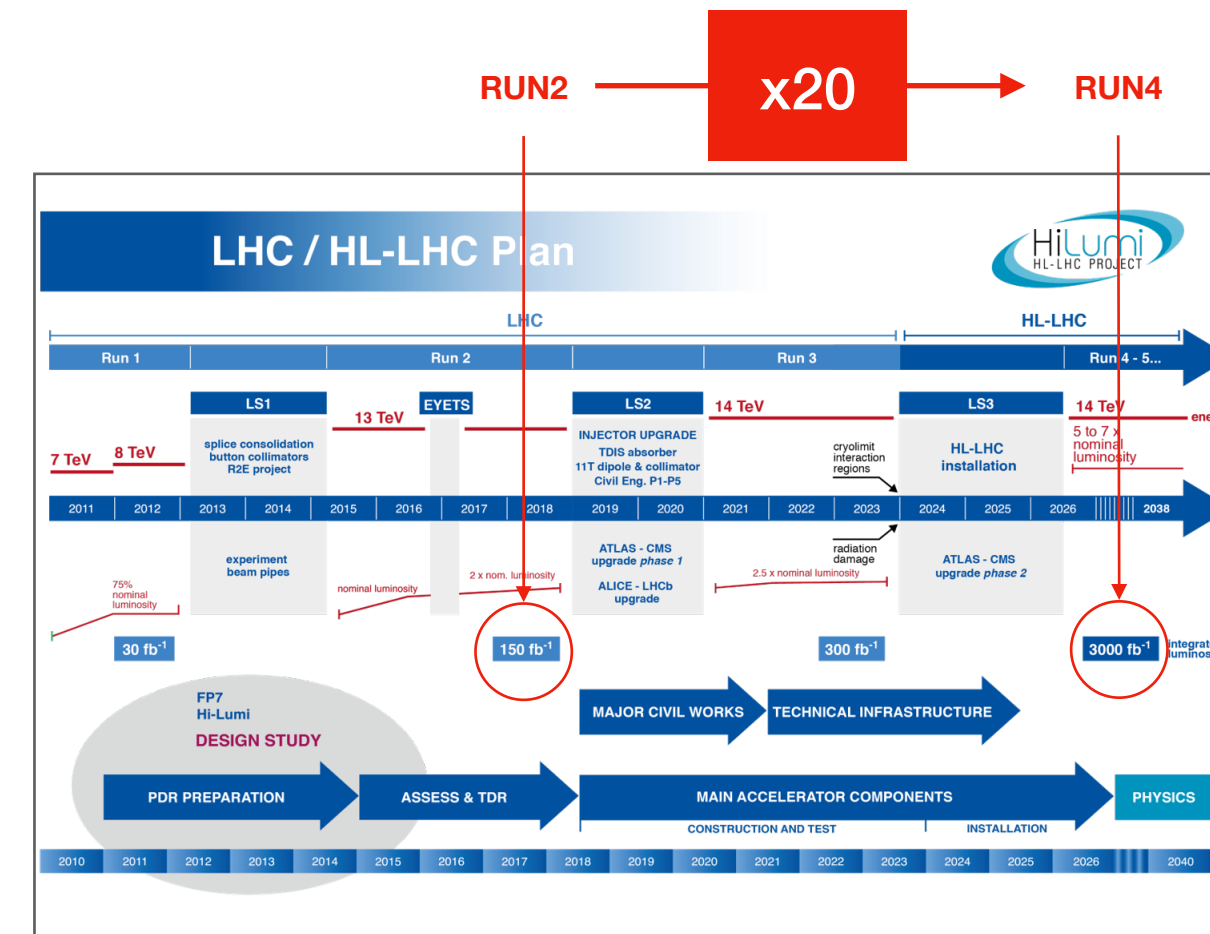 RUN2
x20
RUN4
LHC / HL-LHC Plan
HiLumi
HL-LHC PROJECT
LHC
HL-LHC
Run 1
Run 2
Run 3
Run 4 - 5...
LS1
EYETS
LS2
LS3
7 TeV
8 TeV
13 TeV
14 TeV
14 TeV
splice consolidation
button collimators
R2E project
INJECTOR UPGRADE
TDIS absorber
11T dipole & collimator
Civil Eng. P1-P5
cryolimit
interaction
regions
HL-LHC
installation
5 to 7 x
nominal
luminosity
ene
2011 2012 2013 2014 2015 2016 2017 2018 2019 2020 2021 2022 2023 2024 2025 2026 2038
75%
nominal
luminosity
experiment
beam pipes
nominal luminosity
2 x nom. luminosity
ATLAS - CMS
upgrade phase 1
ALICE - LHCb
upgrade
2.5 x nominal luminosity
radiation
damage
ATLAS - CMS
upgrade phase 2
30 fb⁻¹
150 fb⁻¹
300 fb⁻¹
3000 fb⁻¹
integrat
luminos
FP7
Hi-Lumi
DESIGN STUDY
MAJOR CIVIL WORKS
TECHNICAL INFRASTRUCTURE
PDR PREPARATION
ASSESS & TDR
MAIN ACCELERATOR COMPONENTS
PHYSICS
CONSTRUCTION AND TEST
INSTALLATION
2010 2011 2012 2013 2014 2015 2016 2017 2018 2019 2020 2021 2022 2023 2024 2025 2026 2040